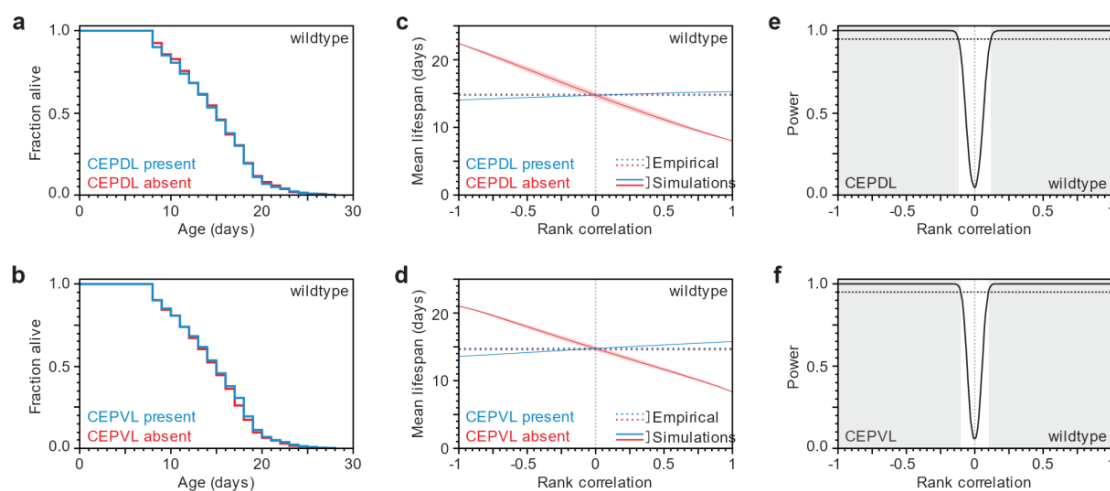 a
1.0
0.5
0.0
Fraction alive
wildtype
CEPDL present
CEPDL absent
0 10 20 30
Age (days)
c
20
10
0
Mean lifespan (days)
wildtype
CEPDL present
CEPDL absent
Empirical
Simulations
-1 -0.5 0 0.5 1
Rank correlation
e
1.0
0.5
0.0
Power
CEPDL
wildtype
-1 -0.5 0 0.5 1
Rank correlation
b
1.0
0.5
0.0
Fraction alive
wildtype
CEPVL present
CEPVL absent
0 10 20 30
Age (days)
d
20
10
0
Mean lifespan (days)
wildtype
CEPVL present
CEPVL absent
Empirical
Simulations
-1 -0.5 0 0.5 1
Rank correlation
f
1.0
0.5
0.0
Power
CEPVL
wildtype
-1 -0.5 0 0.5 1
Rank correlation